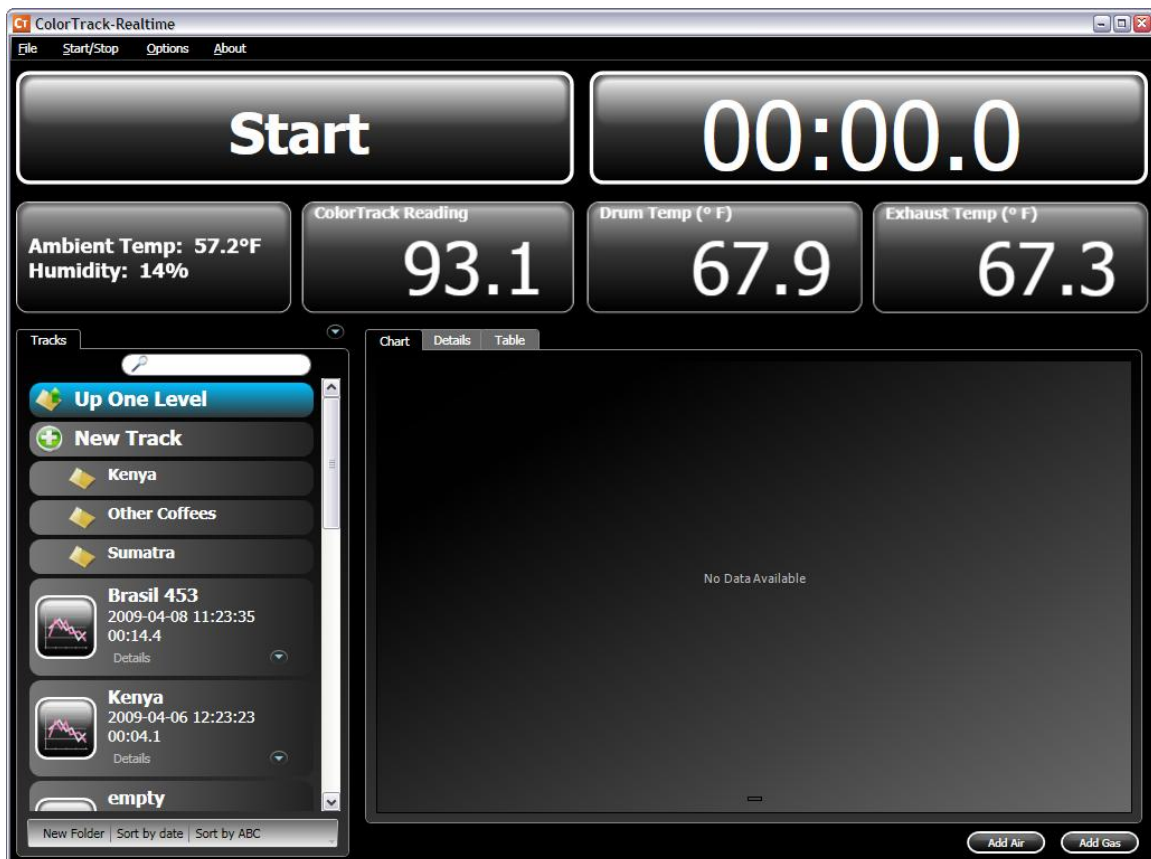 CT ColorTrack-Realtime
File Start/Stop Options About
Start
00:00.0
Ambient Temp: 57.2°F
Humidity: 14%
ColorTrack Reading
93.1
Drum Temp (° F)
67.9
Exhaust Temp (° F)
67.3
Tracks
Up One Level
New Track
Kenya
Other Coffees
Sumatra
Brasil 453
2009-04-08 11:23:35
00:14.4
Details
Kenya
2009-04-06 12:23:23
00:04.1
Details
empty
New Folder | Sort by date | Sort by ABC
Chart Details Table
No Data Available
Add Air Add Gas